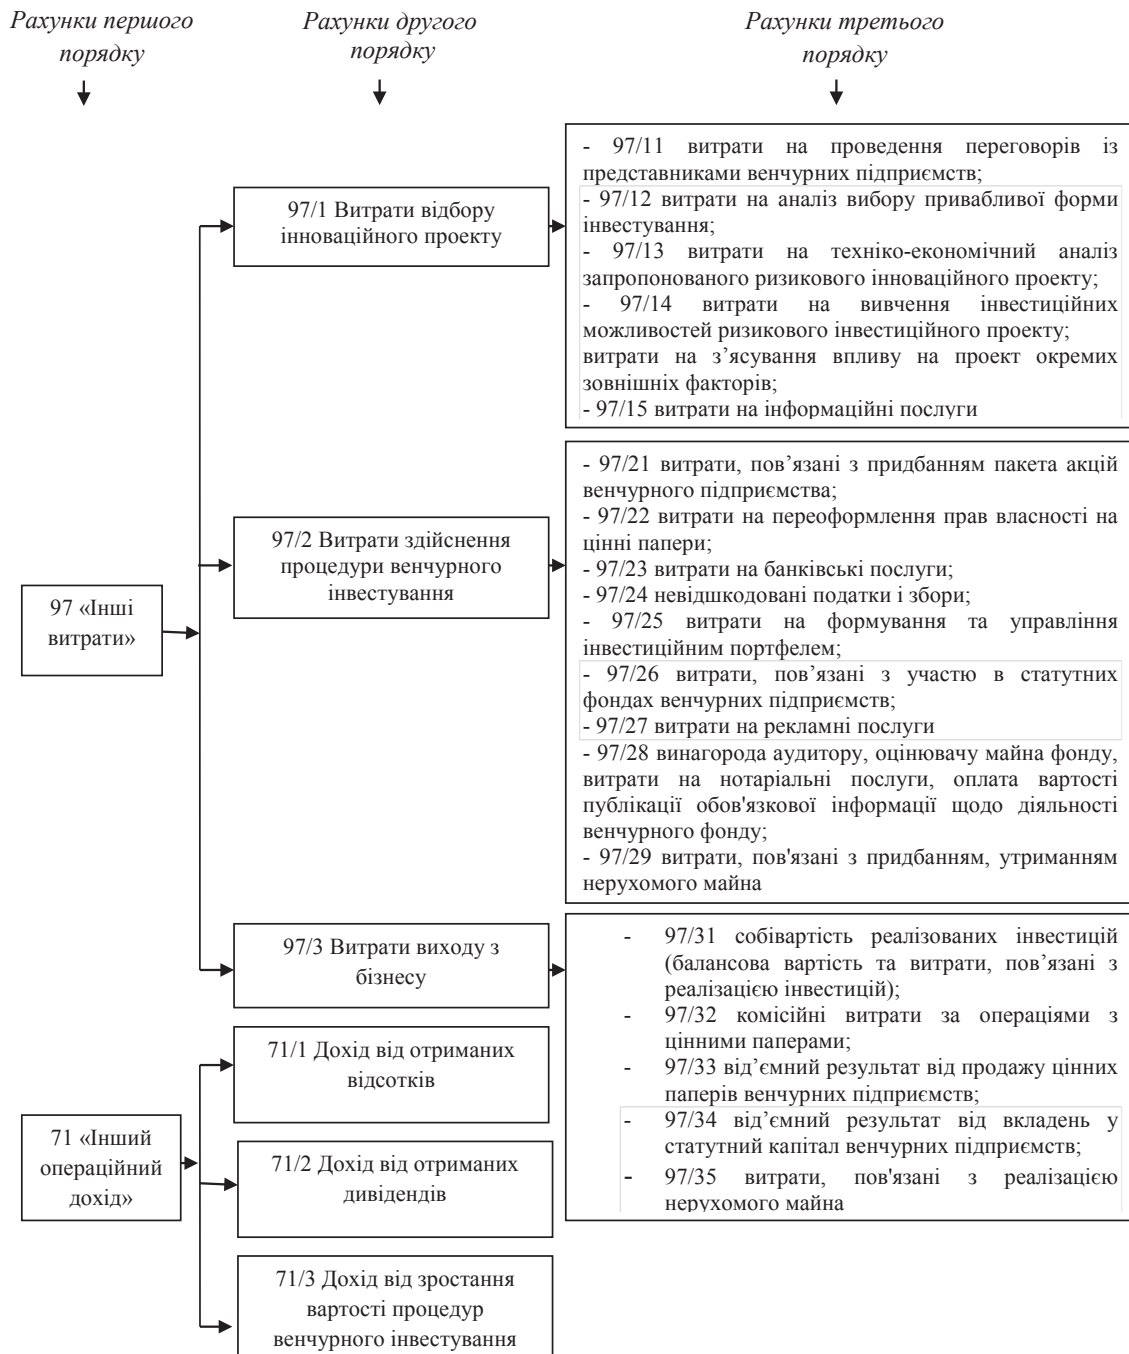 Рахунки першого
порядку
Рахунки другого
порядку
Рахунки третього
порядку
97 «Інші
витрати»
97/1 Витрати відбору
інноваційного проекту
- 97/11 витрати на проведення переговорів із
представниками венчурних підприємств;
- 97/12 витрати на аналіз вибору привабливої форми
інвестування;
- 97/13 витрати на техніко-економічний аналіз
запропонованого ризикового інноваційного проекту;
- 97/14 витрати на вивчення інвестиційних
можливостей ризикового інвестиційного проекту;
витрати на з’ясування впливу на проект окремих
зовнішніх факторів;
- 97/15 витрати на інформаційні послуги
97/2 Витрати здійснення
процедури венчурного
інвестування
- 97/21 витрати, пов’язані з придбанням пакета акцій
венчурного підприємства;
- 97/22 витрати на переоформлення прав власності на
цінні папери;
- 97/23 витрати на банківські послуги;
- 97/24 невідшкодовані податки і збори;
- 97/25 витрати на формування та управління
інвестиційним портфелем;
- 97/26 витрати, пов’язані з участю в статутних
фондах венчурних підприємств;
- 97/27 витрати на рекламні послуги
- 97/28 винагорода аудитору, оцінювачу майна фонду,
витрати на нотаріальні послуги, оплата вартості
публікації обов'язкової інформації щодо діяльності
венчурного фонду;
- 97/29 витрати, пов'язані з придбанням, утриманням
нерухомого майна
97/3 Витрати виходу з
бізнесу
- 97/31 собівартість реалізованих інвестицій
(балансова вартість та витрати, пов’язані з
реалізацією інвестицій);
- 97/32 комісійні витрати за операціями з
цінними паперами;
- 97/33 від’ємний результат від продажу цінних
паперів венчурних підприємств;
- 97/34 від’ємний результат від вкладень у
статутний капітал венчурних підприємств;
- 97/35 витрати, пов'язані з реалізацією
нерухомого майна
71 «Інший
операційний
дохід»
71/1 Дохід від отриманих
відсотків
71/2 Дохід від отриманих
дивідендів
71/3 Дохід від зростання
вартості процедур
венчурного інвестування